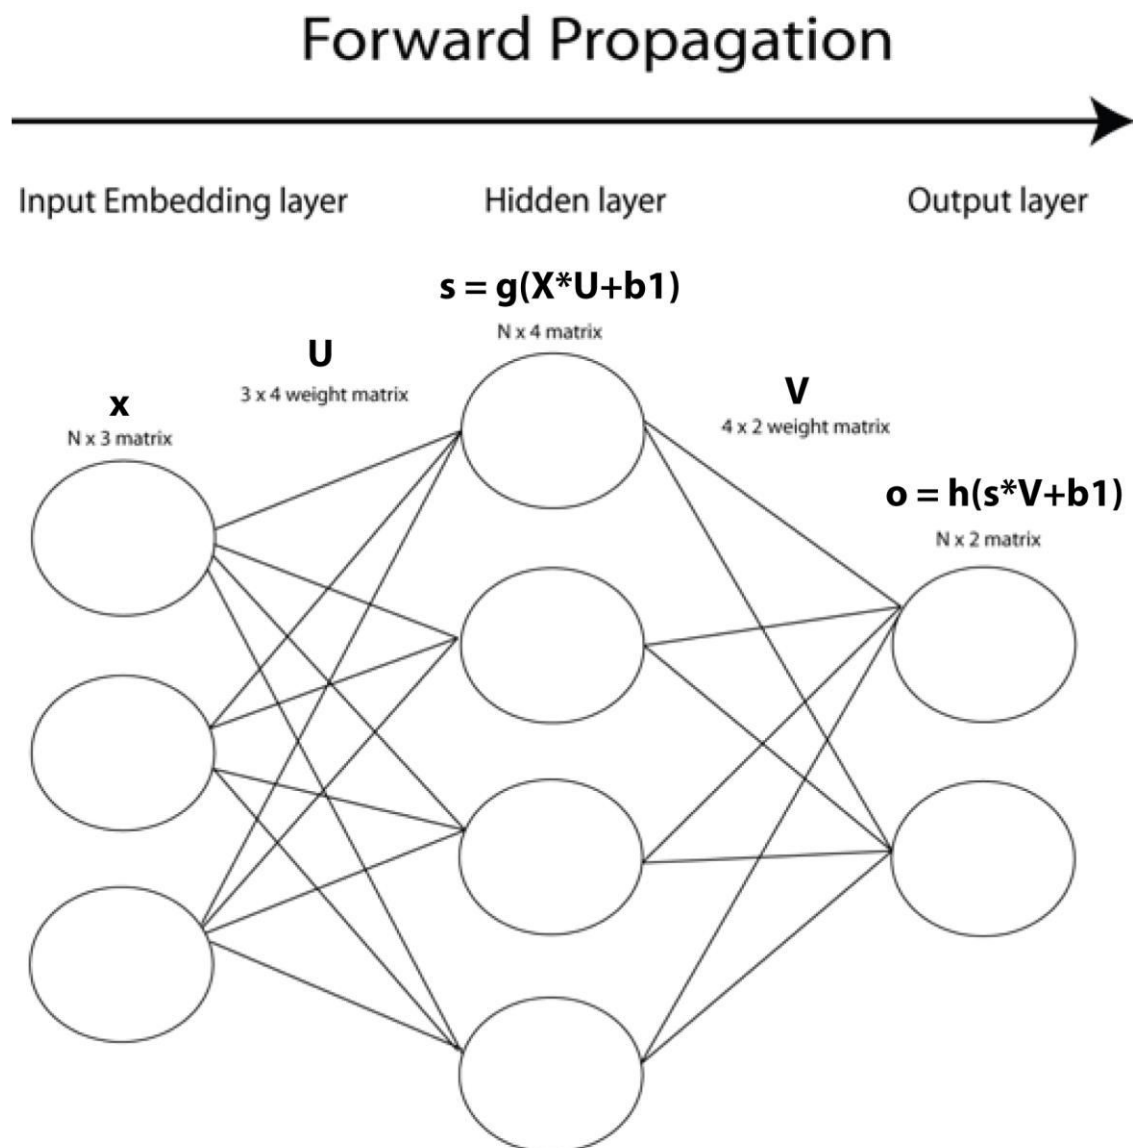 Forward Propagation
Input Embedding layer
Hidden layer
Output layer
s = g(X*U+b1)
N x 4 matrix
U
3 x 4 weight matrix
x
N x 3 matrix
V
4 x 2 weight matrix
o = h(s*V+b1)
N x 2 matrix